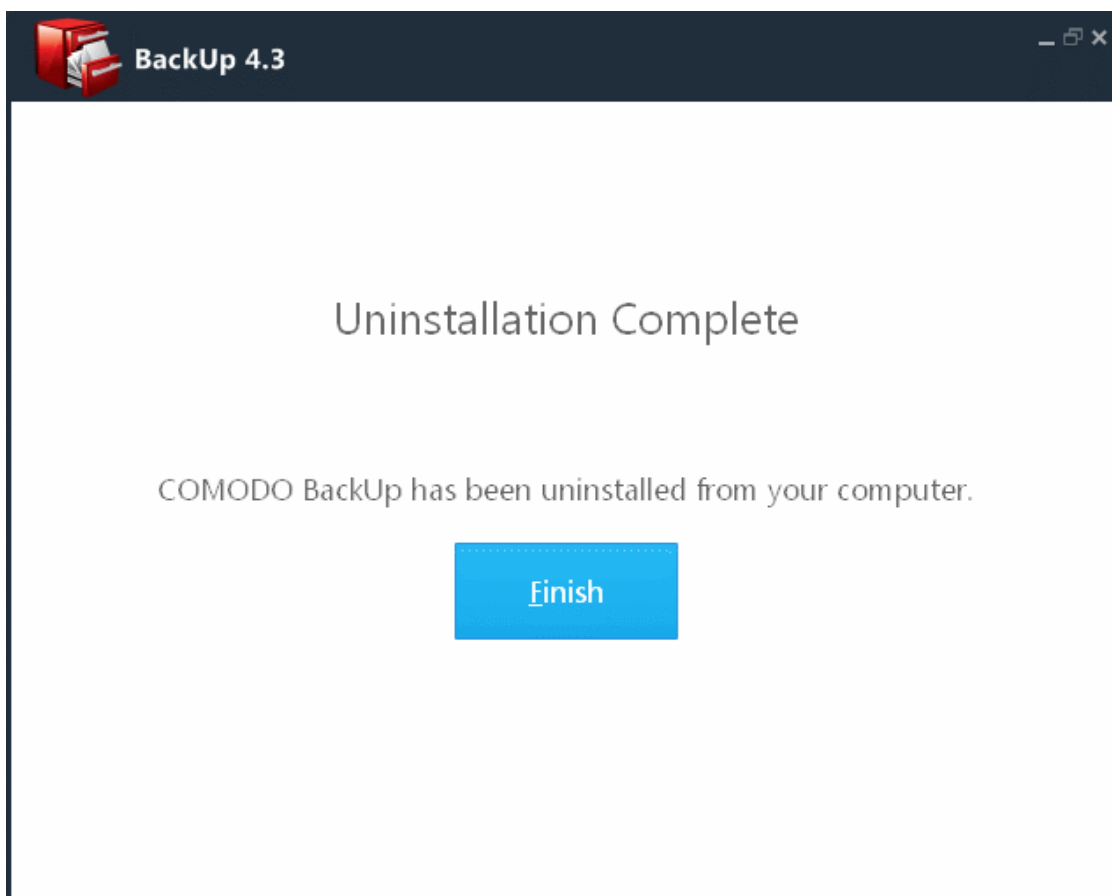 BackUp 4.3
Uninstallation Complete
COMODO BackUp has been uninstalled from your computer.
Finish